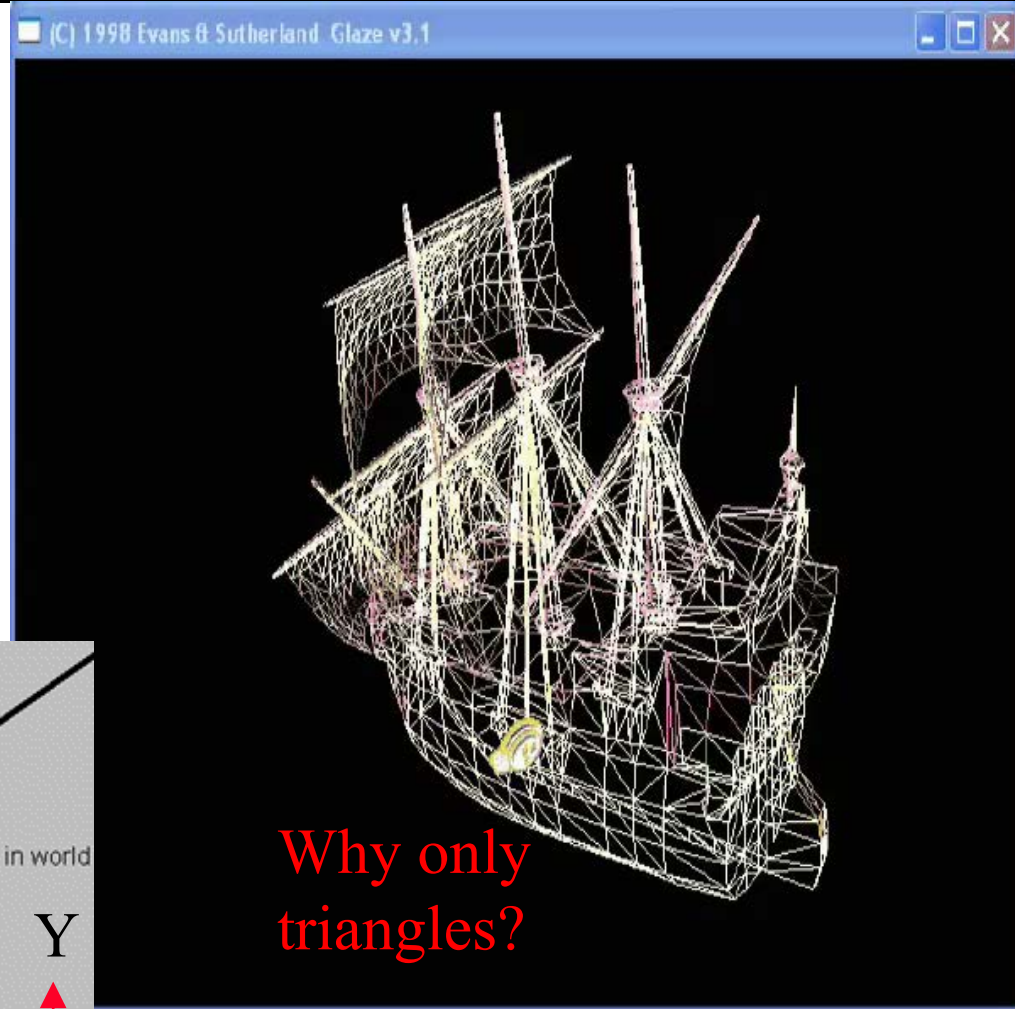 (C) 1998 Evans & Sutherland Glaze v3.1
in world
Y
Why only
triangles?